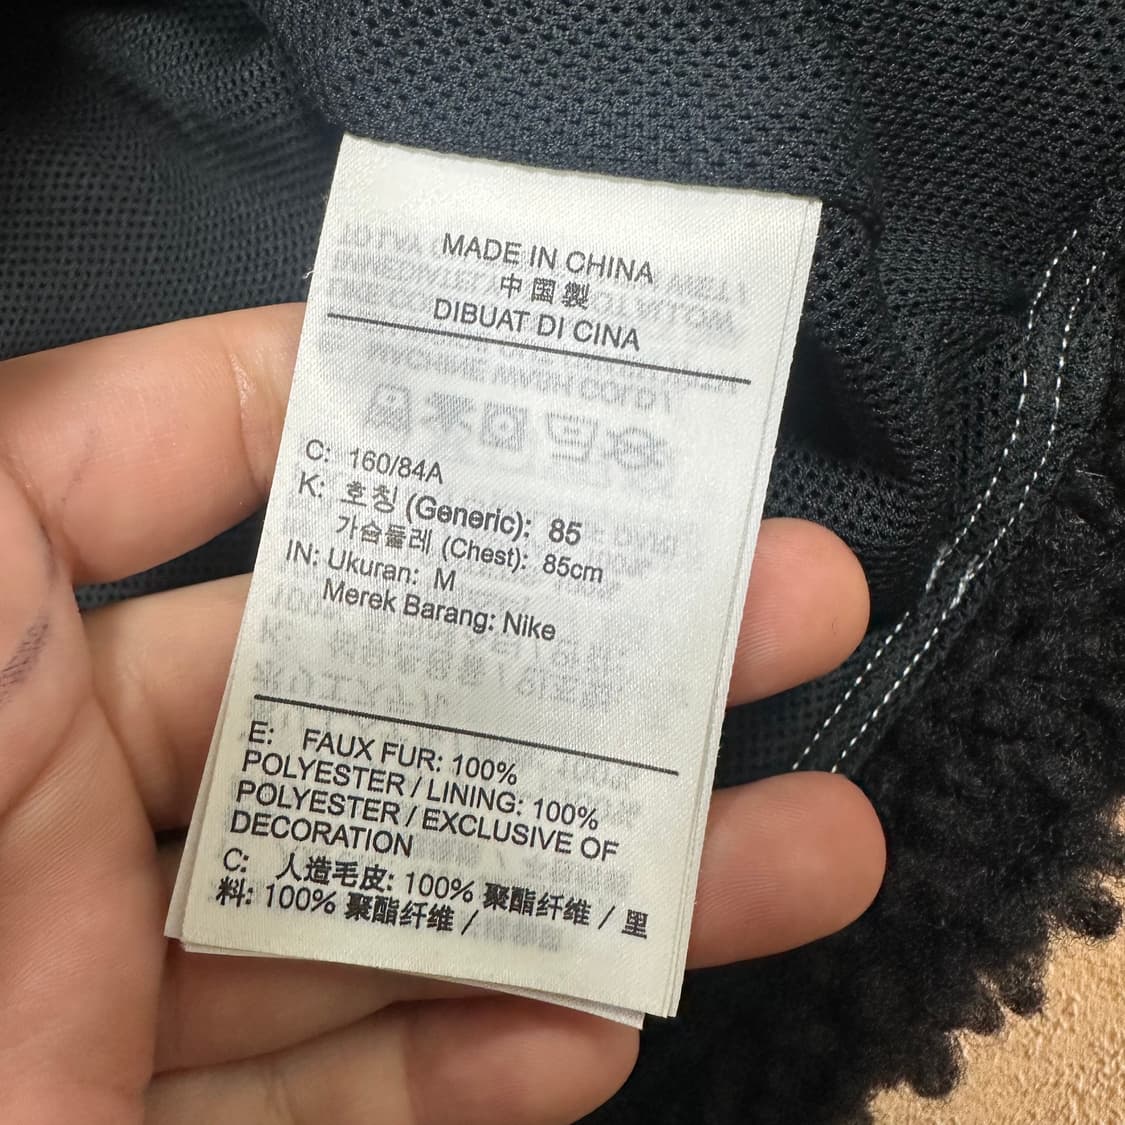 MADE IN CHINA
中国製
DIBUAT DI CINA
C: 160/84A
K: 호칭 (Generic): 85
가슴둘레 (Chest): 85cm
IN: Ukuran: M
Merek Barang: Nike
E: FAUX FUR: 100%
POLYESTER / LINING: 100%
POLYESTER / EXCLUSIVE OF
DECORATION
C: 人造毛皮: 100% 聚酯纤维 / 里
料: 100% 聚酯纤维 /